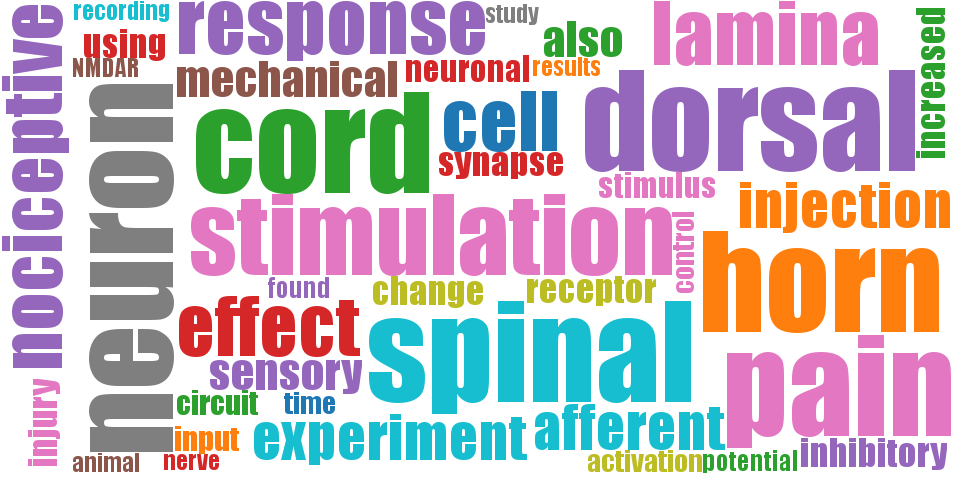 recording
response
study
lamina
increased
nociceptive
using
also
NMDAR
mechanical
neuronal
results
neuron
cord
cell
dorsal
synapse
stimulus
injection
stimulation
control
horn
found
change
receptor
effect
spinal
sensory
pain
injury
circuit
time
experiment
afferent
input
inhibitory
animal
nerve
activation
potential